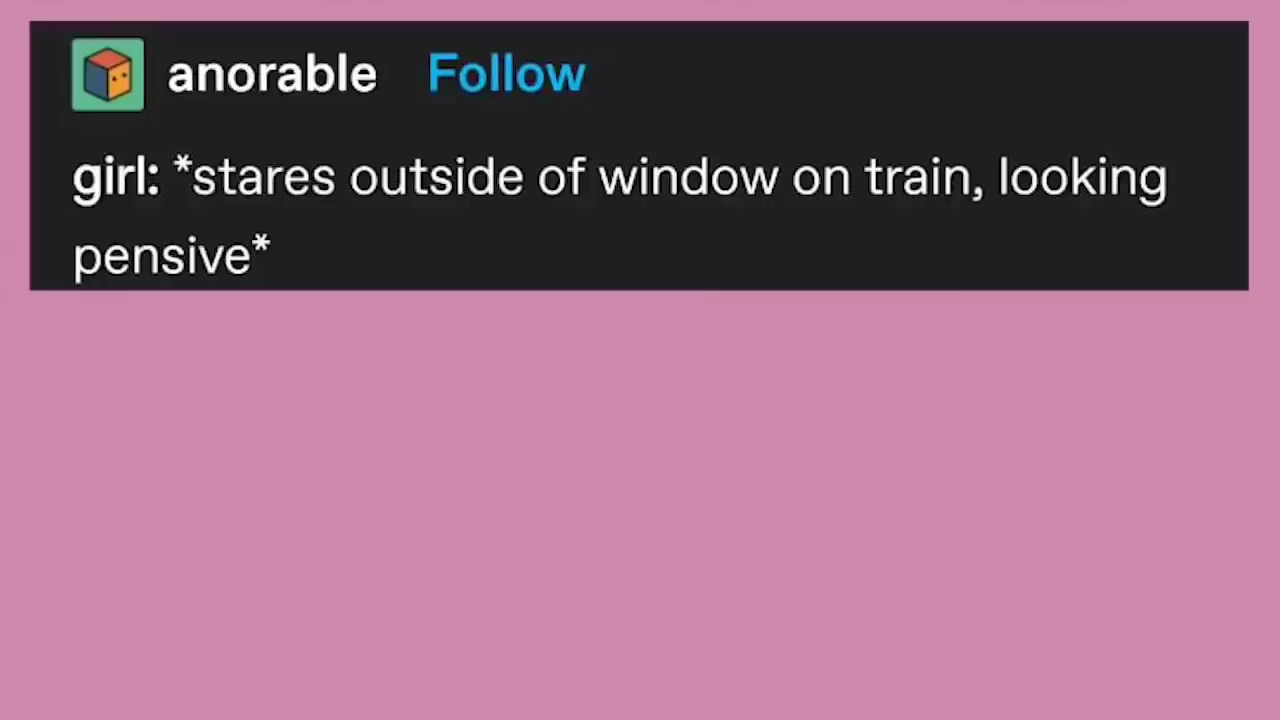 anorable Follow
girl: *stares outside of window on train, looking
pensive*